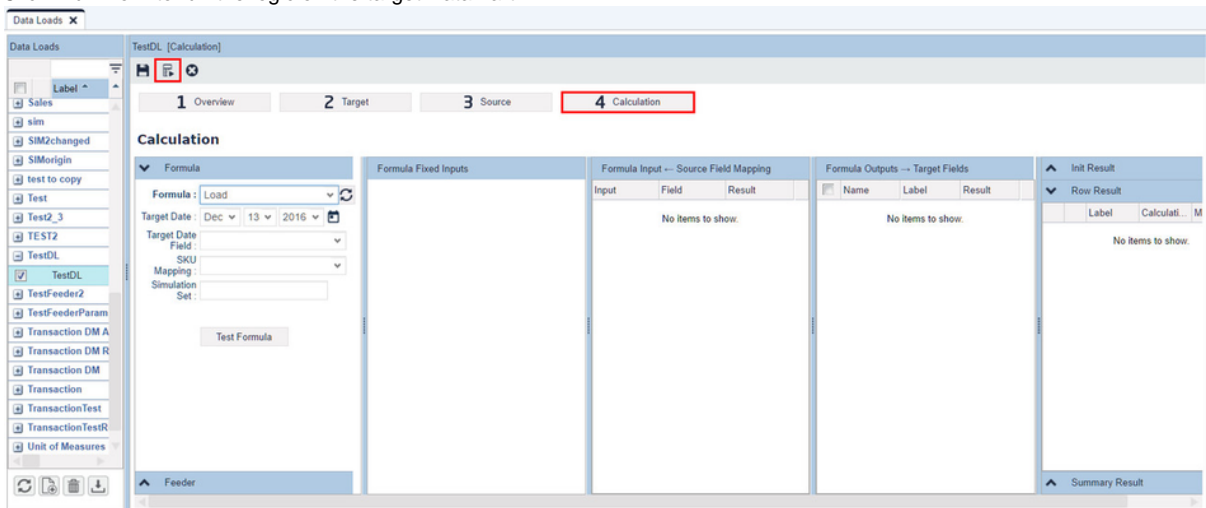 Data Loads
Data Loads
TestDL [Calculation]
Label
1 Overview
2 Target
3 Source
4 Calculation
Sales
sim
SIM2changed
SIMorigin
test to copy
Test
Test2_3
TEST2
TestDL
TestDL
TestFeeder2
TestFeederParam
Transaction DM A
Transaction DM R
Transaction DM
Transaction
TransactionTest
TransactionTestR
Unit of Measures
Calculation
Formula
Formula : Load
Target Date : Dec 13 2016
Target Date Field :
SKU Mapping :
Simulation Set :
Test Formula
Feeder
Formula Fixed Inputs
Formula Input ← Source Field Mapping
Input Field Result
No items to show.
Formula Outputs → Target Fields
Name Label Result
No items to show.
Init Result
Row Result
Label Calculati... M
No items to show.
Summary Result